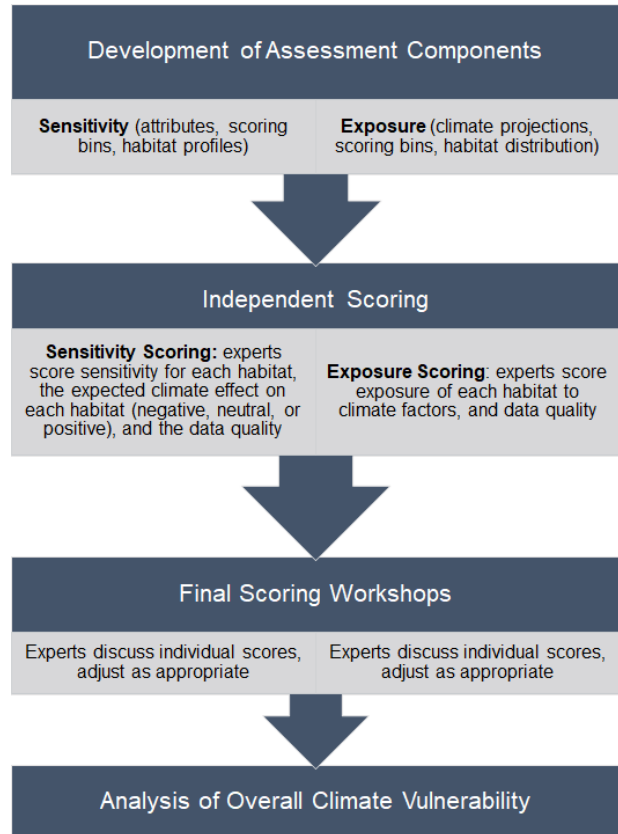 Development of Assessment Components
Sensitivity (attributes, scoring
bins, habitat profiles)
Exposure (climate projections,
scoring bins, habitat distribution)
Independent Scoring
Sensitivity Scoring: experts
score sensitivity for each habitat,
the expected climate effect on
each habitat (negative, neutral, or
positive), and the data quality
Exposure Scoring: experts score
exposure of each habitat to
climate factors, and data quality
Final Scoring Workshops
Experts discuss individual scores,
adjust as appropriate
Experts discuss individual scores,
adjust as appropriate
Analysis of Overall Climate Vulnerability